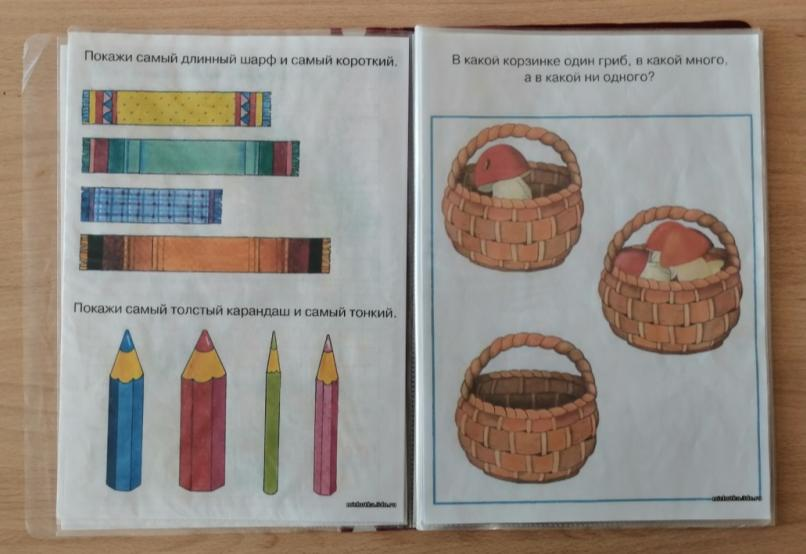 Покажи самый длинный шарф и самый короткий.
Покажи самый толстый карандаш и самый тонкий.
В какой корзинке один гриб, в какой много,
а в какой ни одного?